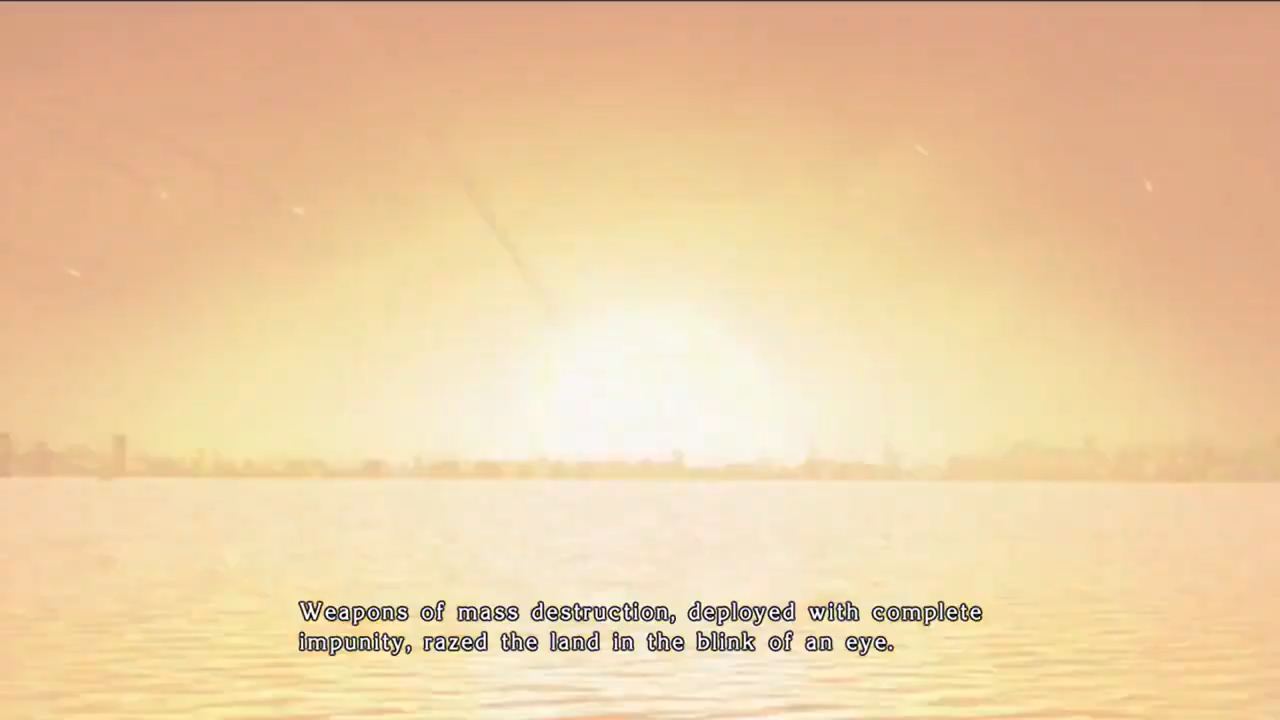 Weapons of mass destruction, deployed with complete
impunity, razed the land in the blink of an eye.